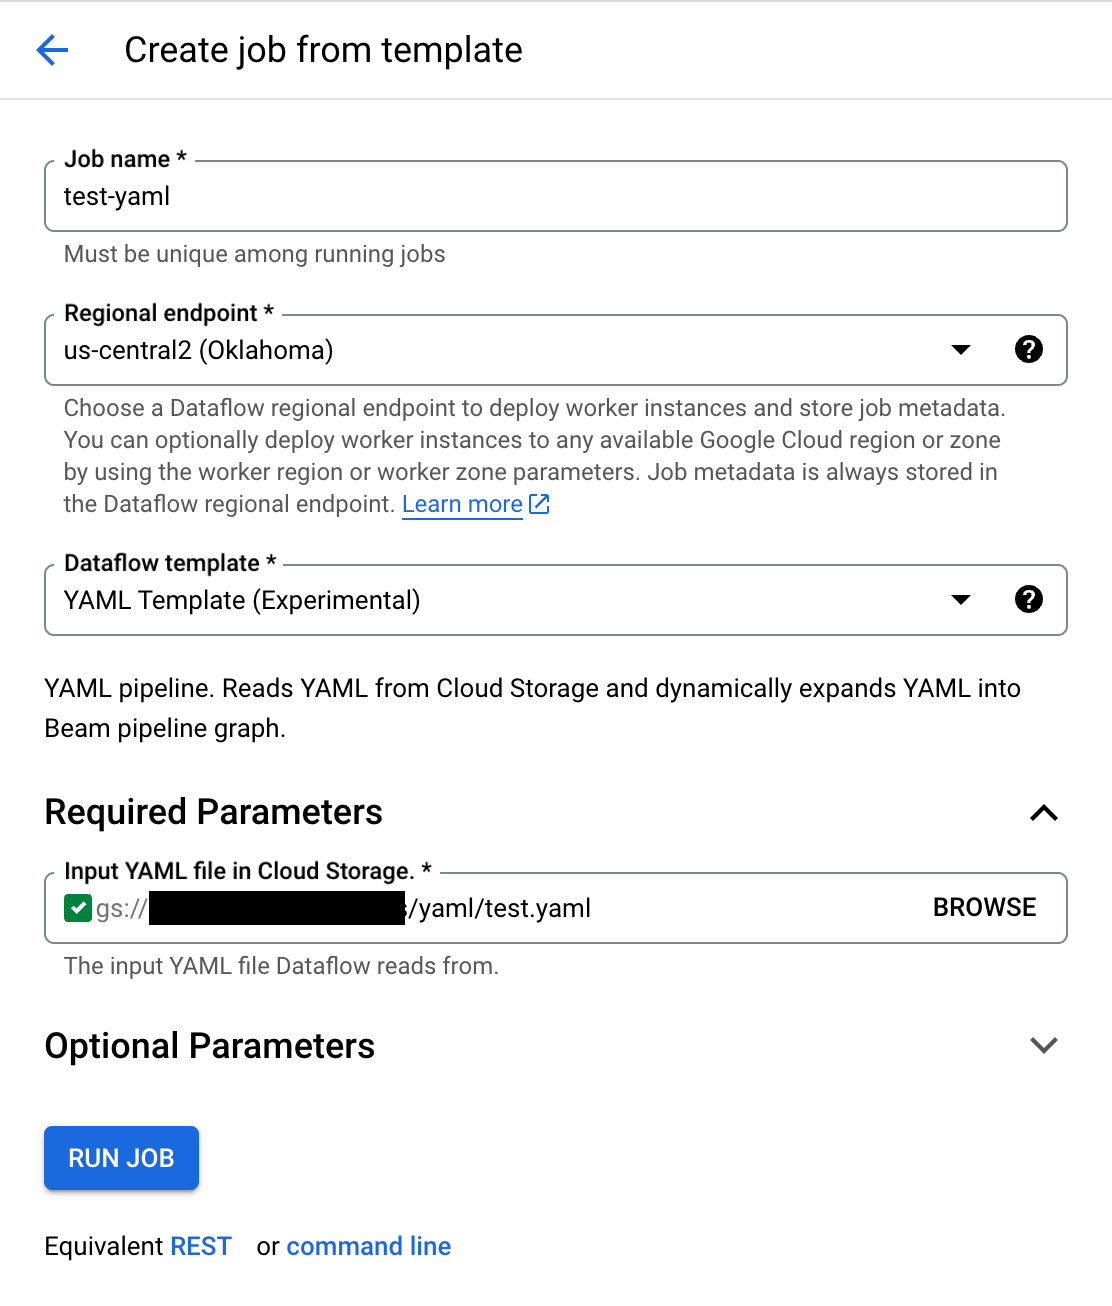 Create job from template
Job name *
test-yaml
Must be unique among running jobs
Regional endpoint *
us-central2 (Oklahoma)
Choose a Dataflow regional endpoint to deploy worker instances and store job metadata.
You can optionally deploy worker instances to any available Google Cloud region or zone
by using the worker region or worker zone parameters. Job metadata is always stored in
the Dataflow regional endpoint. Learn more
Dataflow template *
YAML Template (Experimental)
YAML pipeline. Reads YAML from Cloud Storage and dynamically expands YAML into
Beam pipeline graph.
Required Parameters
Input YAML file in Cloud Storage. *
gs:// /yaml/test.yaml
BROWSE
The input YAML file Dataflow reads from.
Optional Parameters
RUN JOB
Equivalent REST or command line